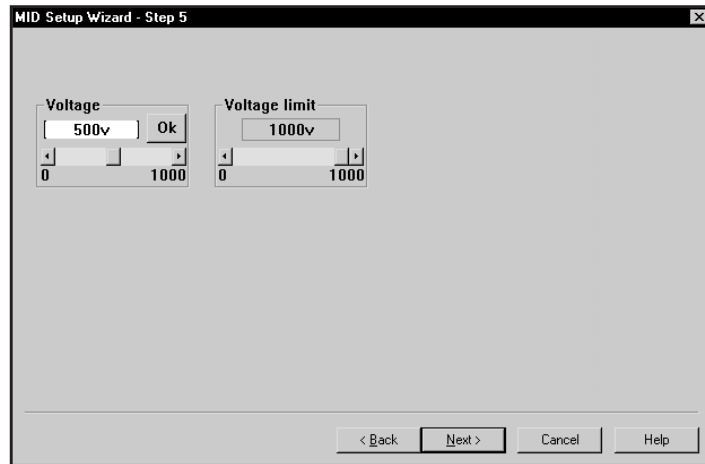 MID Setup Wizard - Step 5
Voltage
[ 500v ] Ok
0 1000
Voltage limit
1000v
0 1000
< Back Next > Cancel Help